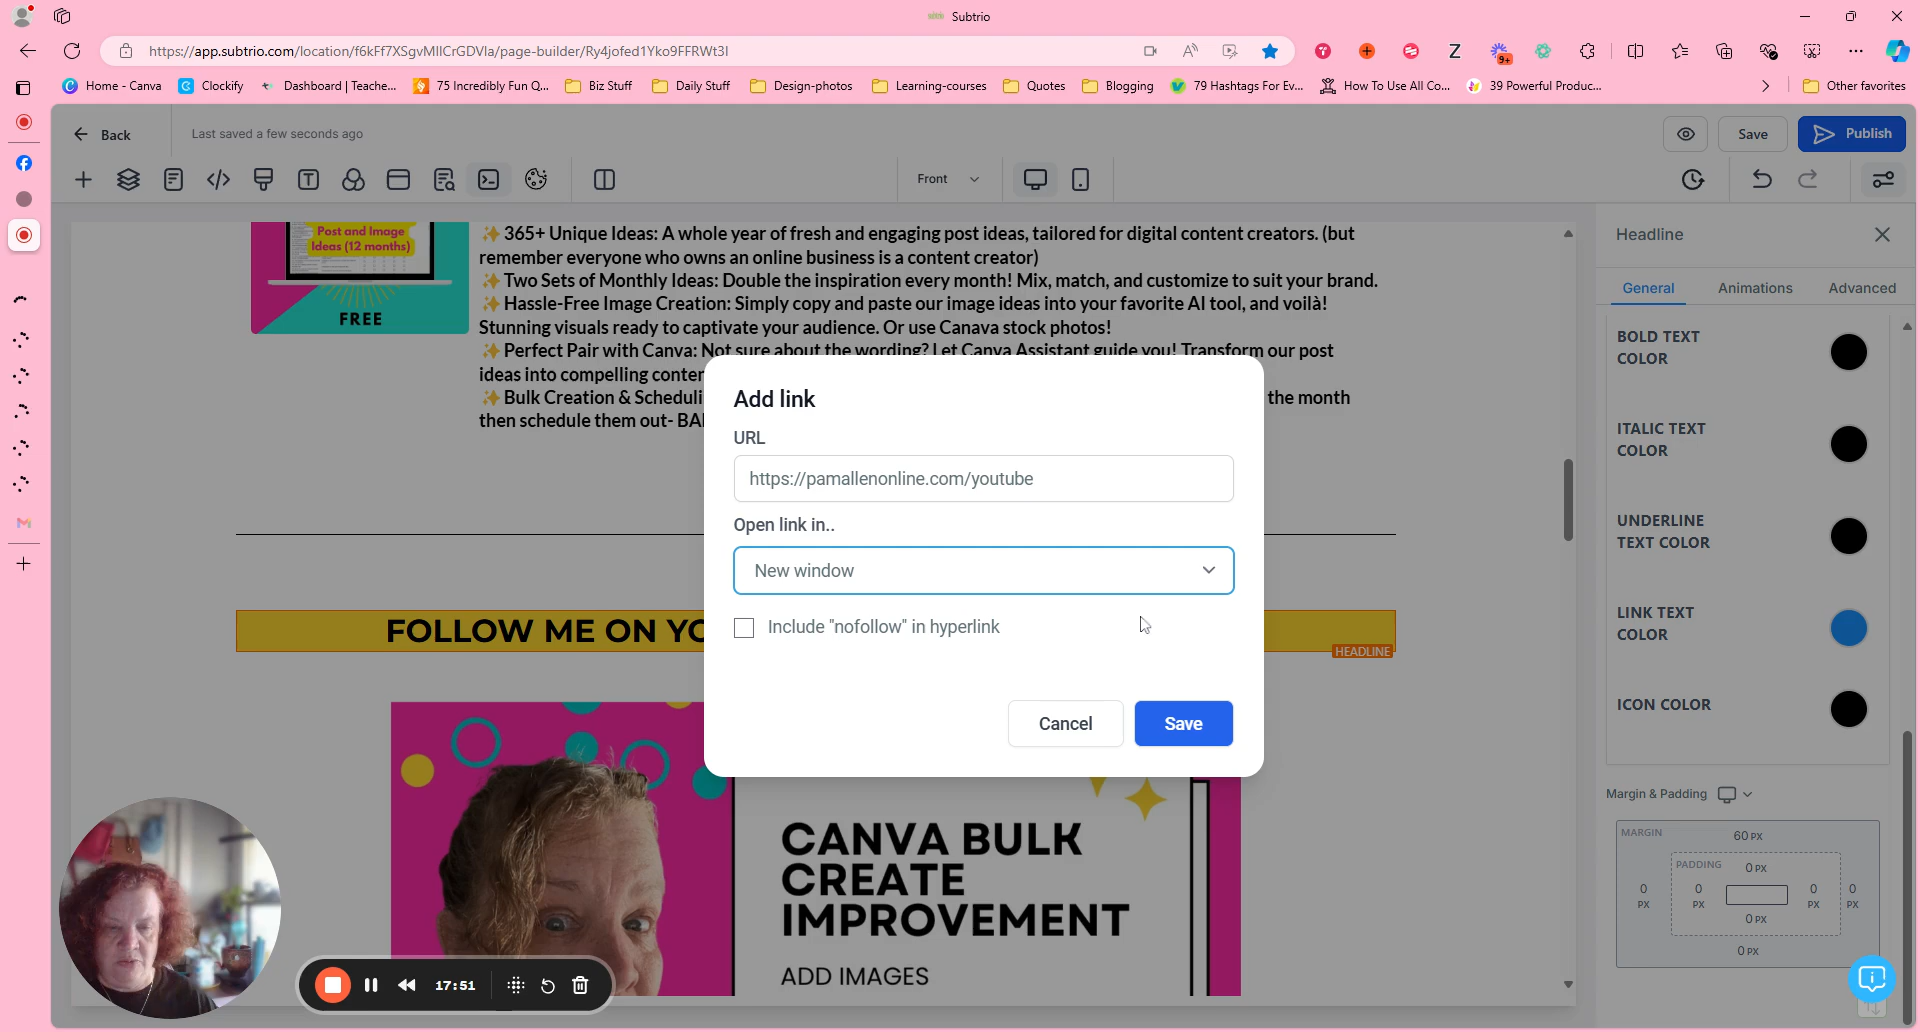 Subtrio
https://app.subtrio.com/location/f6kFf7XSgvMIlCrGDVla/page-builder/Ry4jofed1Yko9FFRWt3I
9+
Home - Canva
Clockify
Dashboard | Teache...
75 Incredibly Fun Q...
Biz Stuff
Daily Stuff
Design-photos
Learning-courses
Quotes
Blogging
79 Hashtags For Ev...
How To Use All Co...
39 Powerful Produc...
Other favorites
Back
Last saved a few seconds ago
Save
Publish
Front
Post and Image
Ideas (12 months)
FREE
✨ 365+ Unique Ideas: A whole year of fresh and engaging post ideas, tailored for digital content creators. (but
remember everyone who owns an online business is a content creator)
✨ Two Sets of Monthly Ideas: Double the inspiration every month! Mix, match, and customize to suit your brand.
✨ Hassle-Free Image Creation: Simply copy and paste our image ideas into your favorite AI tool, and voilà!
Stunning visuals ready to captivate your audience. Or use Canava stock photos!
✨ Perfect Pair with Canva: Not sure about the wording? Let Canva Assistant guide you! Transform our post
ideas into compelling conter
✨ Bulk Creation & Scheduli the month
then schedule them out- BA
Add link
URL
https://pamallenonline.com/youtube
Open link in..
New window
Include "nofollow" in hyperlink
Cancel
Save
FOLLOW ME ON YO
HEADLINE
CANVA BULK
CREATE
IMPROVEMENT
ADD IMAGES
17:51
Headline
General
Animations
Advanced
BOLD TEXT
COLOR
ITALIC TEXT
COLOR
UNDERLINE
TEXT COLOR
LINK TEXT
COLOR
ICON COLOR
Margin & Padding
MARGIN
60 PX
PADDING
0 PX
0 PX
0 PX
0 PX
0 PX
0 PX
0 PX